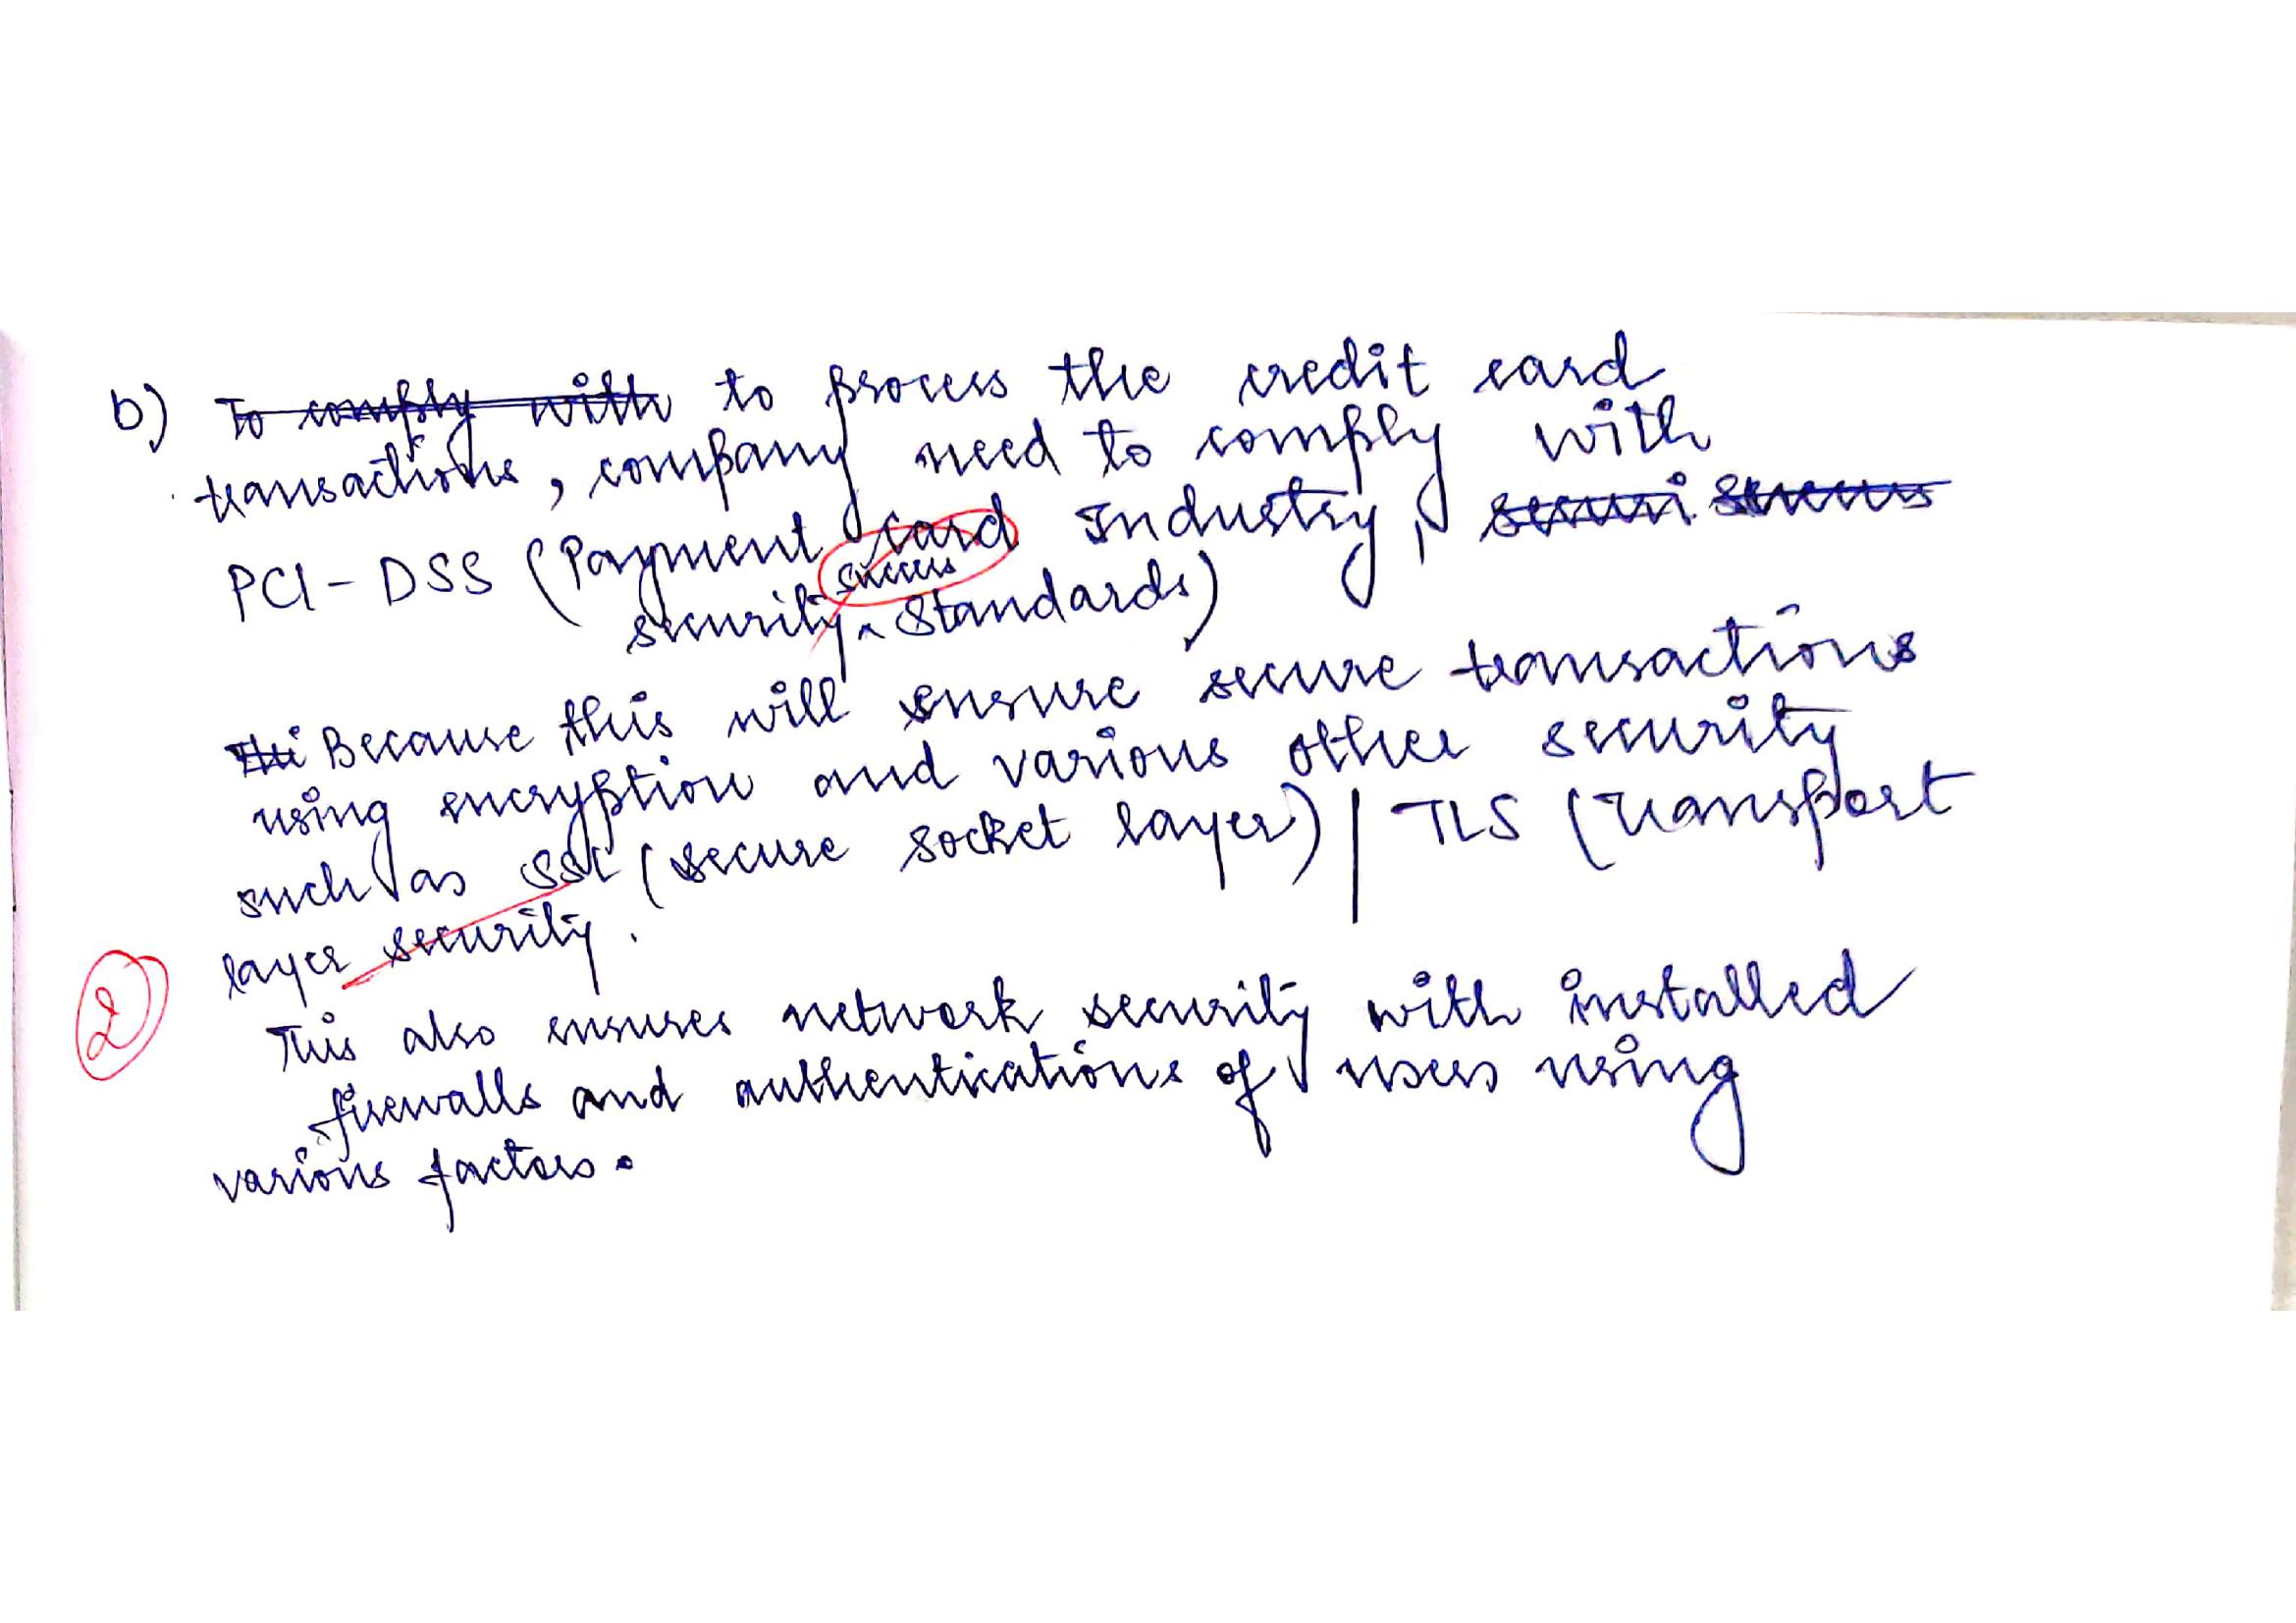 b) To comply with to process the credit card
transactions, company need to comply with
PCI-DSS (Payment card Industry,
security success Standards)
Because this will ensure secure transactions
using encryption and various other security
such as SSL (secure socket layer) | TLS (Transport
layer security.
2
This also ensures network security with installed
firewalls and authentications of users using
various factors.